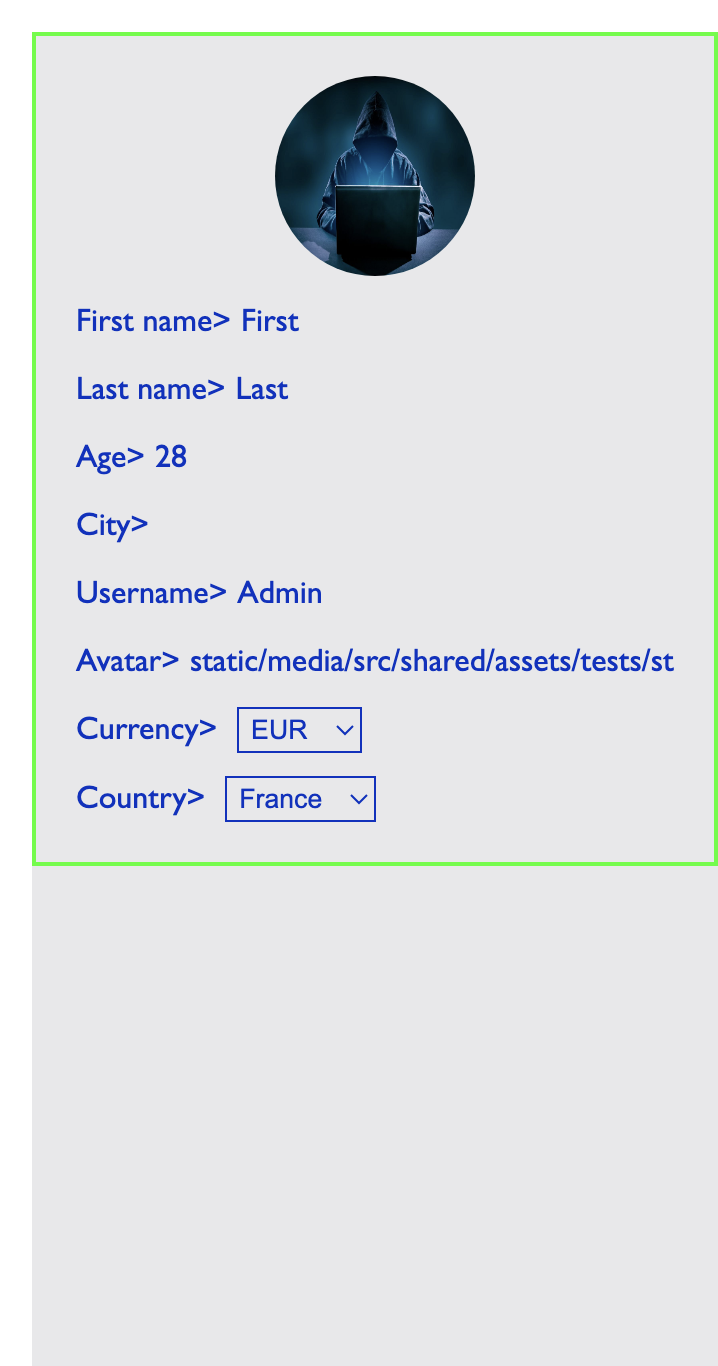 First name> First
Last name> Last
Age> 28
City>
Username> Admin
Avatar> static/media/src/shared/assets/tests/st
Currency> EUR
Country> France